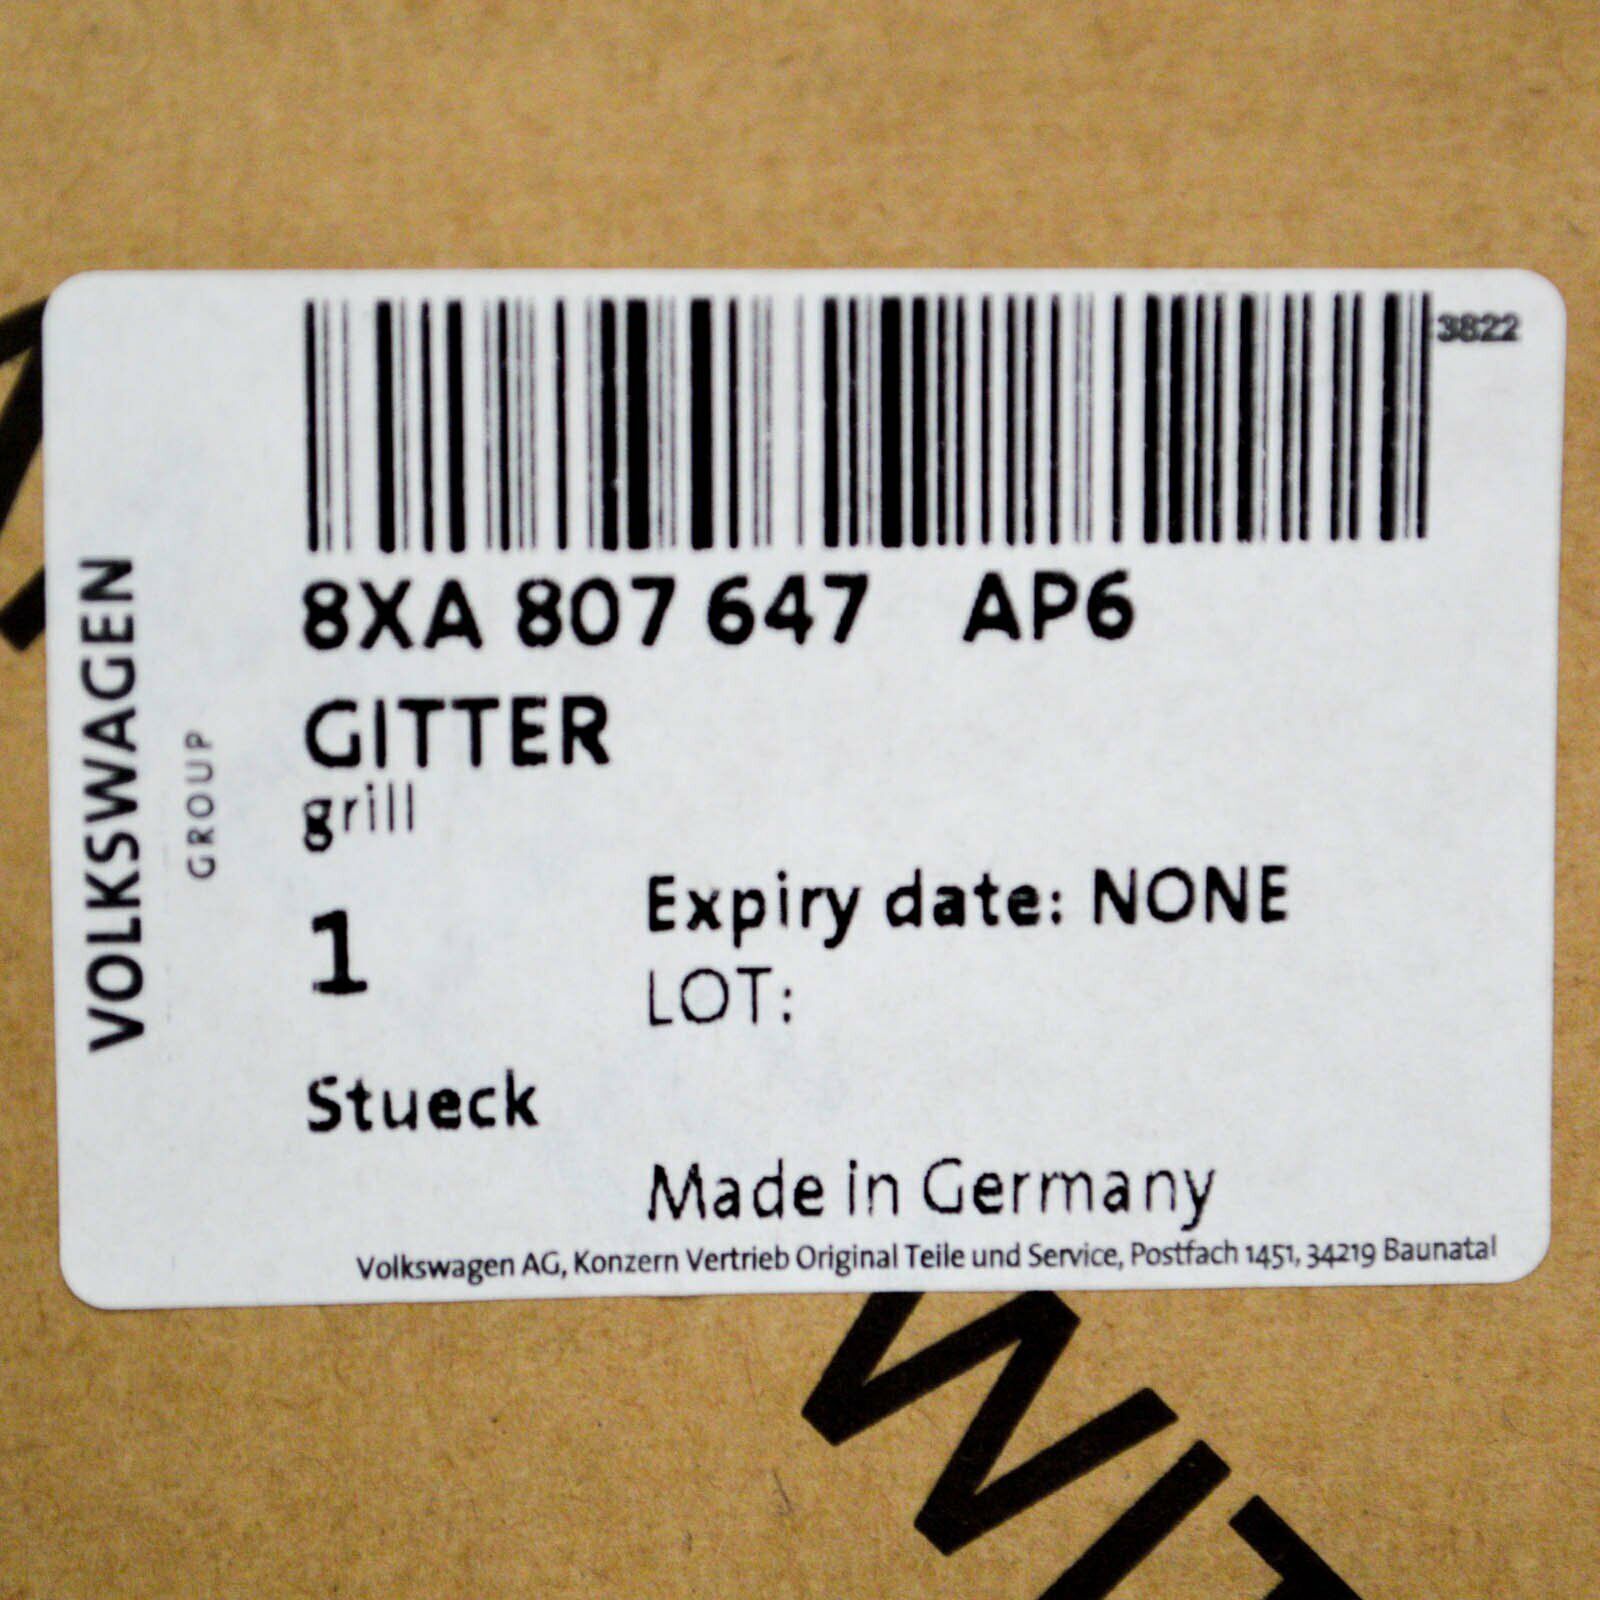 3822
8XA 807 647 AP6
GITTER
grill
1
Expiry date: NONE
LOT:
Stueck
Made in Germany
Volkswagen AG, Konzern Vertrieb Original Teile und Service, Postfach 1451, 34219 Baunatal
VOLKSWAGEN
GROUP